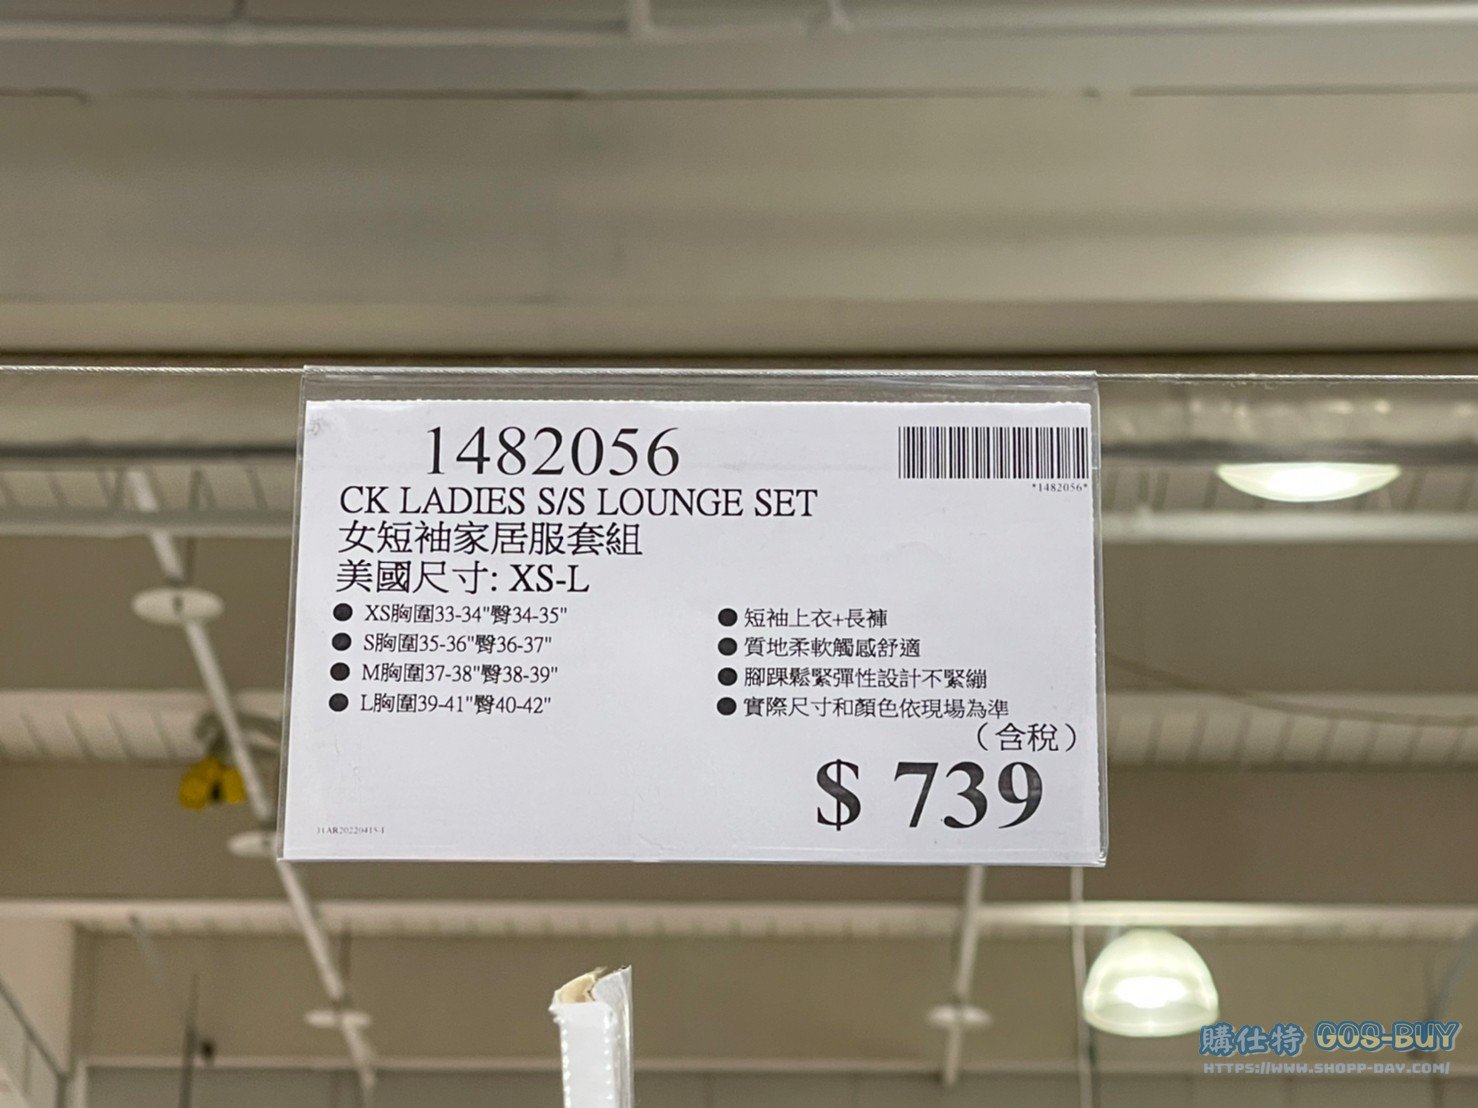 1482056
*1482056*
CK LADIES S/S LOUNGE SET
女短袖家居服套組
美國尺寸: XS-L
● XS胸圍33-34"臀34-35"
● S胸圍35-36"臀36-37"
● M胸圍37-38"臀38-39"
● L胸圍39-41"臀40-42"
● 短袖上衣+長褲
● 質地柔軟觸感舒適
● 腳踝鬆緊彈性設計不緊繃
● 實際尺寸和顏色依現場為準
（含稅）
$ 739
購仕特 GOS-BUY
HTTPS://WWW.SHOPP-DAY.COM/